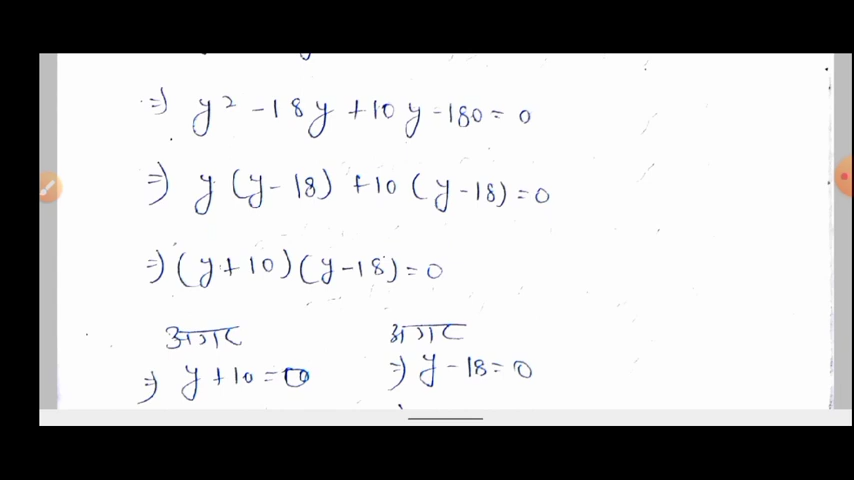 ⇒ y² - 18y + 10y - 180 = 0
⇒ y (y - 18) + 10 (y - 18) = 0
⇒ (y + 10) (y - 18) = 0
अगर अगर
⇒ y + 10 = 0 ⇒ y - 18 = 0